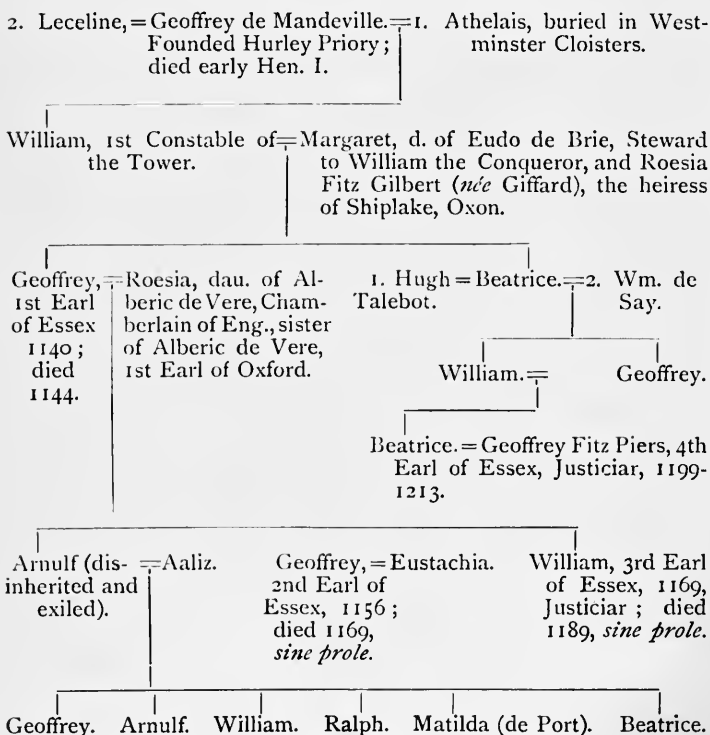 2. Leceline, = Geoffrey de Mandeville. = 1. Athelais, buried in West-
Founded Hurley Priory; minster Cloisters.
died early Hen. I.
William, 1st Constable of = Margaret, d. of Eudo de Brie, Steward
the Tower. to William the Conqueror, and Roesia
Fitz Gilbert (née Giffard), the heiress
of Shiplake, Oxon.
Geoffrey, = Roesia, dau. of Al- 1. Hugh = Beatrice. = 2. Wm. de
1st Earl beric de Vere, Cham- Talebot. Say.
of Essex berlain of Eng., sister
1140; of Alberic de Vere,
died 1st Earl of Oxford. William. = Geoffrey.
1144.
Beatrice. = Geoffrey Fitz Piers, 4th
Earl of Essex, Justiciar, 1199-
1213.
Arnulf (dis- = Aaliz. Geoffrey, = Eustachia. William, 3rd Earl
inherited and 2nd Earl of of Essex, 1169,
exiled). Essex, 1156; Justiciar; died
died 1169, 1189, sine prole.
sine prole.
Geoffrey. Arnulf. William. Ralph. Matilda (de Port). Beatrice.